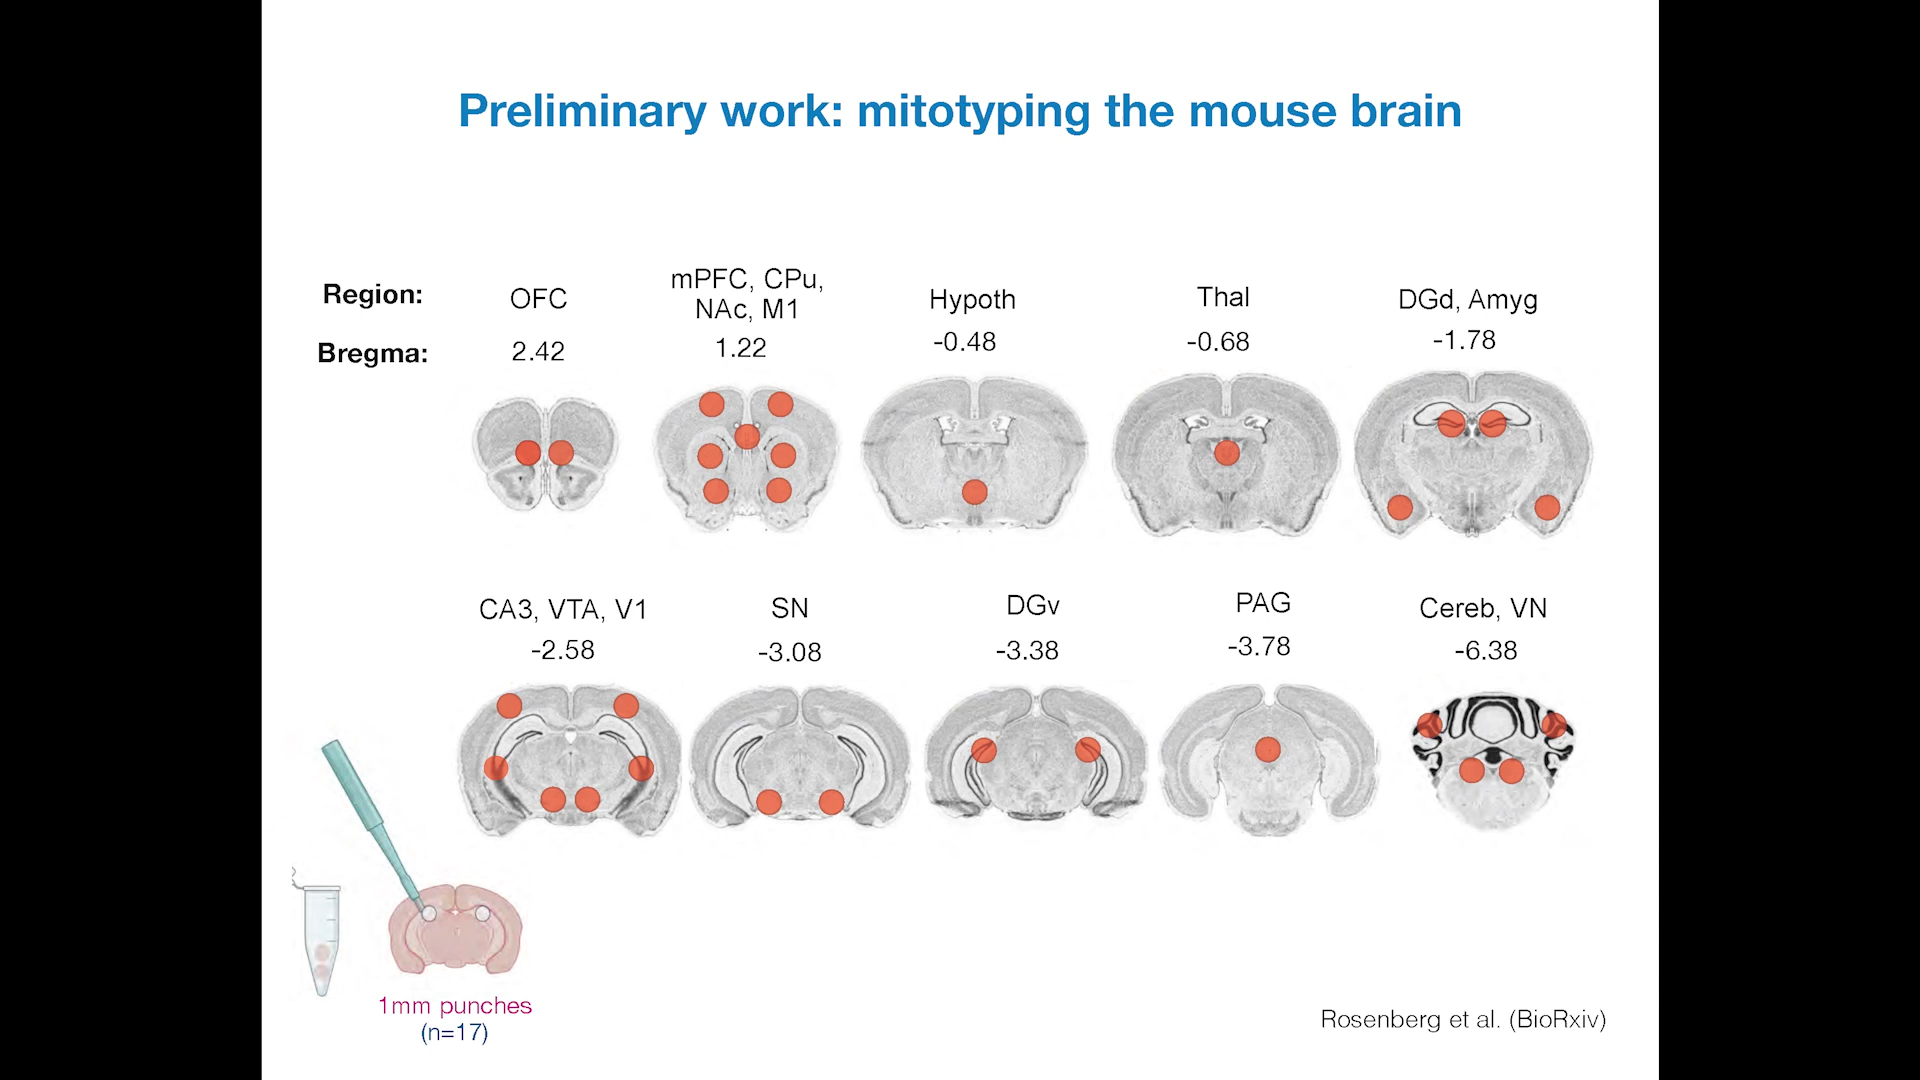 Preliminary work: mitotyping the mouse brain
Region:
OFC
mPFC, CPu,
NAc, M1
Hypoth
Thal
DGd, Amyg
Bregma:
2.42
1.22
-0.48
-0.68
-1.78
CA3, VTA, V1
SN
DGv
PAG
Cereb, VN
-2.58
-3.08
-3.38
-3.78
-6.38
1mm punches
(n=17)
Rosenberg et al. (BioRxiv)